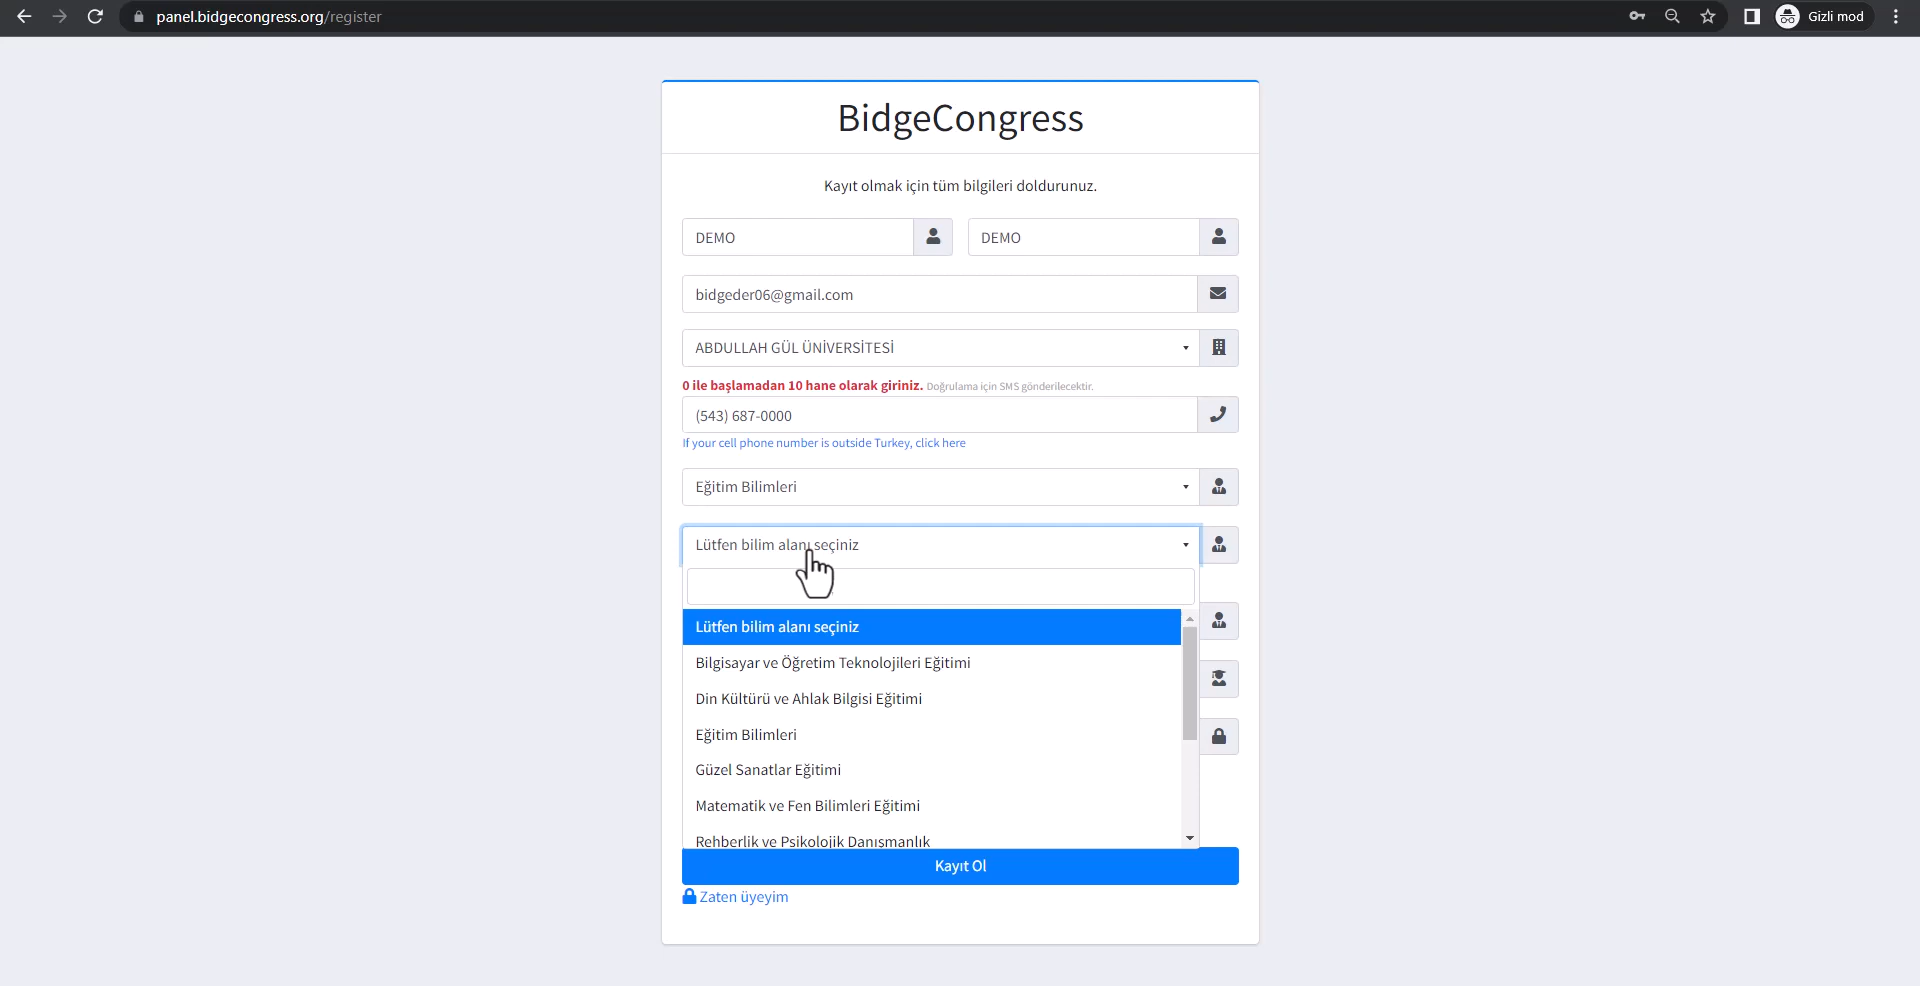 panel.bidgecongress.org/register
Gizli mod
BidgeCongress
Kayıt olmak için tüm bilgileri doldurunuz.
DEMO
DEMO
bidgeder06@gmail.com
ABDULLAH GÜL ÜNİVERSİTESİ
0 ile başlamadan 10 hane olarak giriniz. Doğrulama için SMS gönderilecektir.
(543) 687-0000
If your cell phone number is outside Turkey, click here
Eğitim Bilimleri
Lütfen bilim alanı seçiniz
Lütfen bilim alanı seçiniz
Bilgisayar ve Öğretim Teknolojileri Eğitimi
Din Kültürü ve Ahlak Bilgisi Eğitimi
Eğitim Bilimleri
Güzel Sanatlar Eğitimi
Matematik ve Fen Bilimleri Eğitimi
Rehberlik ve Psikolojik Danışmanlık
Kayıt Ol
Zaten üyeyim